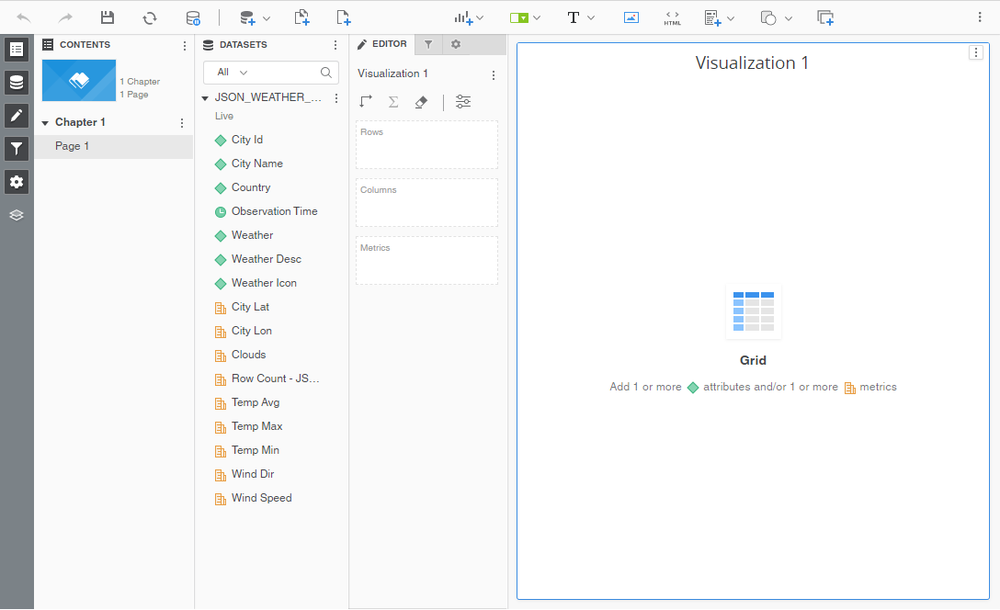 T
HTML
CONTENTS
1 Chapter
1 Page
Chapter 1
Page 1
DATASETS
All
JSON_WEATHER_...
Live
City Id
City Name
Country
Observation Time
Weather
Weather Desc
Weather Icon
City Lat
City Lon
Clouds
Row Count - JS...
Temp Avg
Temp Max
Temp Min
Wind Dir
Wind Speed
EDITOR
Visualization 1
Rows
Columns
Metrics
Visualization 1
Grid
Add 1 or more attributes and/or 1 or more metrics